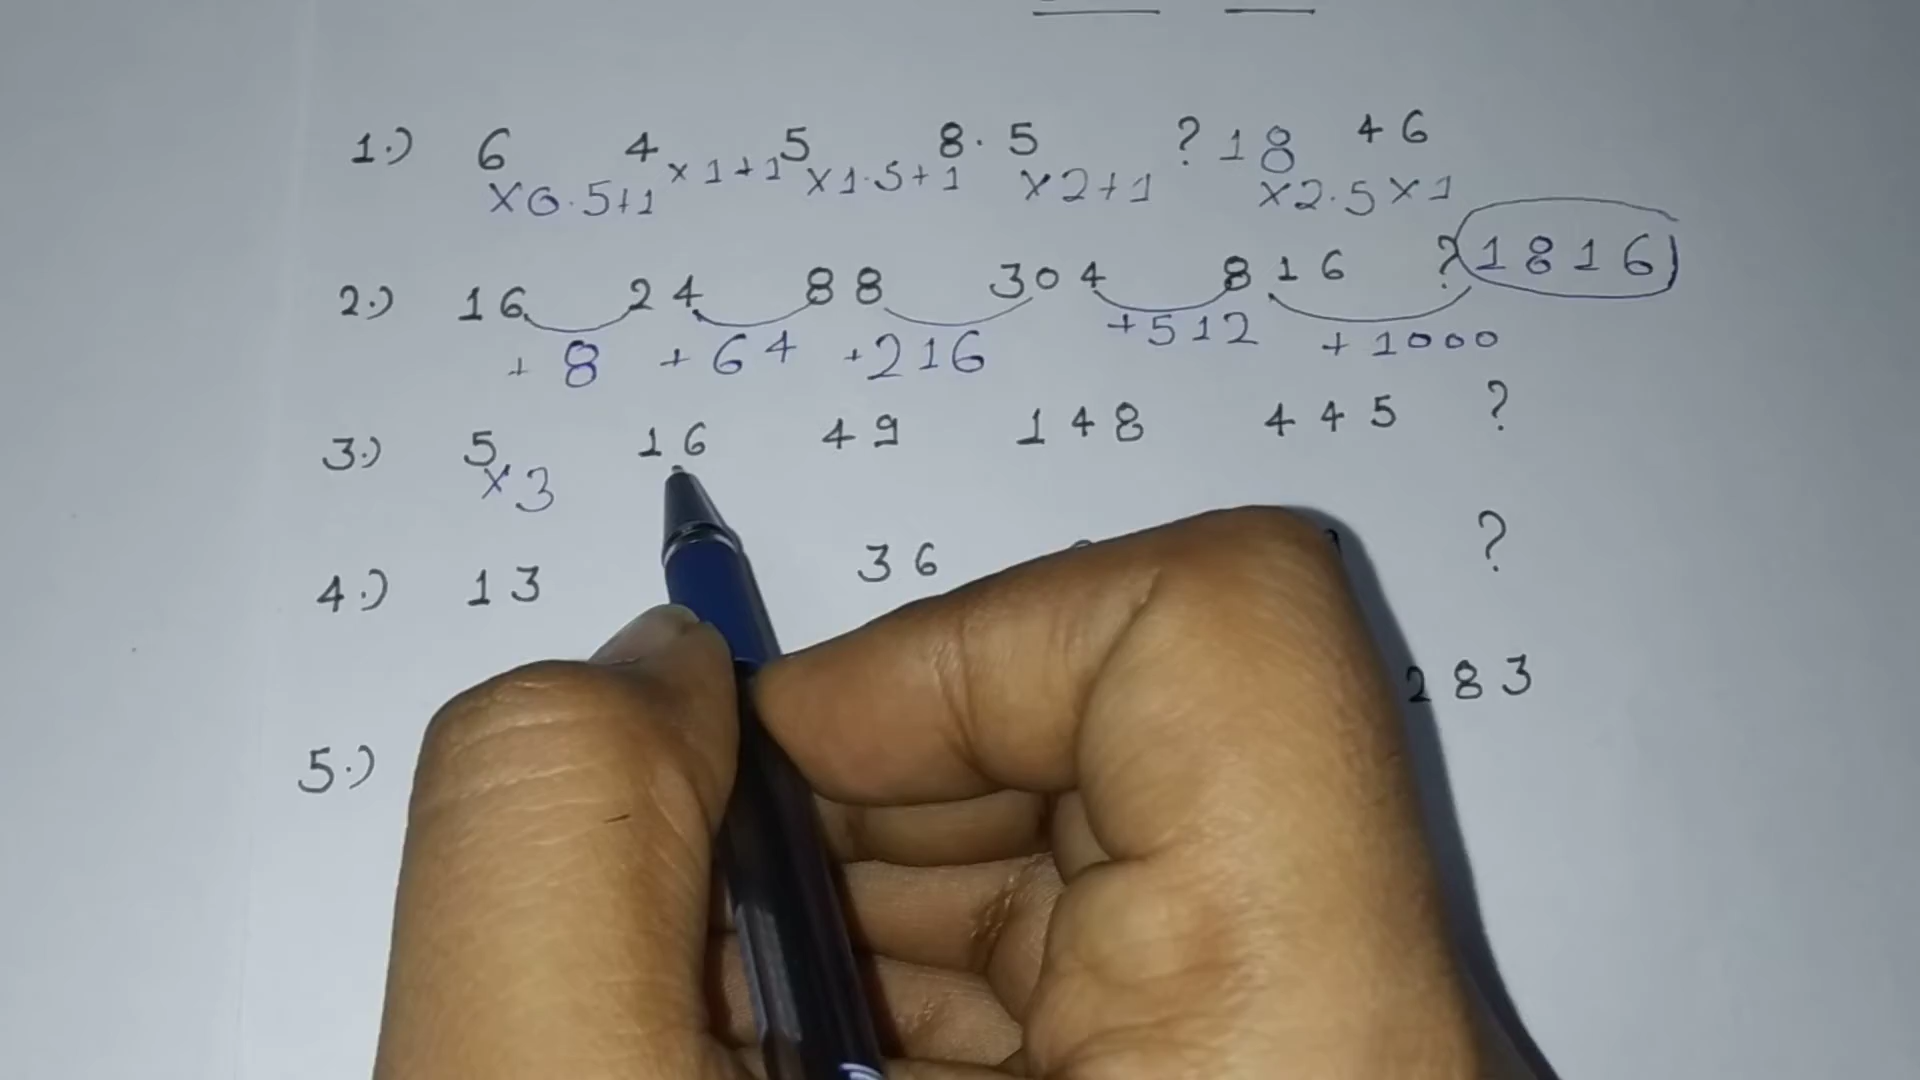 1.) 6 4 5 8.5 ? 18 46
×0.5+1 ×1+1 ×1.5+1 ×2+1 ×2.5×1
2.) 16 24 88 304 816 ? 1816
+8 +64 +216 +512 +1000
3.) 5 16 49 148 445 ?
×3
4.) 13 36 ?
283
5.)